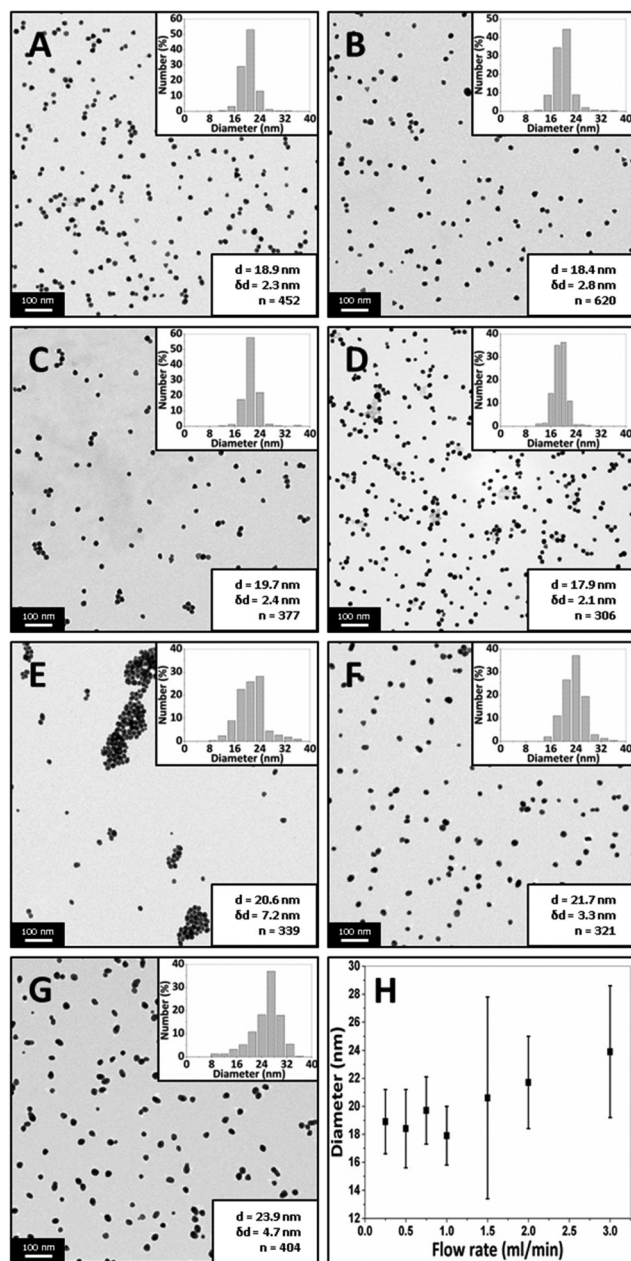 A
Number (%)
60
50
40
30
20
10
0
0 8 16 24 32 40
Diameter (nm)
d = 18.9 nm
δd = 2.3 nm
n = 452
100 nm
B
Number (%)
50
40
30
20
10
0
0 8 16 24 32 40
Diameter (nm)
d = 18.4 nm
δd = 2.8 nm
n = 620
100 nm
C
Number (%)
60
50
40
30
20
10
0
0 8 16 24 32 40
Diameter (nm)
d = 19.7 nm
δd = 2.4 nm
n = 377
100 nm
D
Number (%)
50
40
30
20
10
0
0 8 16 24 32 40
Diameter (nm)
d = 17.9 nm
δd = 2.1 nm
n = 306
100 nm
E
Number (%)
40
30
20
10
0
0 8 16 24 32 40
Diameter (nm)
d = 20.6 nm
δd = 7.2 nm
n = 339
100 nm
F
Number (%)
40
30
20
10
0
0 8 16 24 32 40
Diameter (nm)
d = 21.7 nm
δd = 3.3 nm
n = 321
100 nm
G
Number (%)
40
30
20
10
0
0 8 16 24 32 40
Diameter (nm)
d = 23.9 nm
δd = 4.7 nm
n = 404
100 nm
H
Diameter (nm)
30
28
26
24
22
20
18
16
14
12
0.0 0.5 1.0 1.5 2.0 2.5 3.0
Flow rate (ml/min)